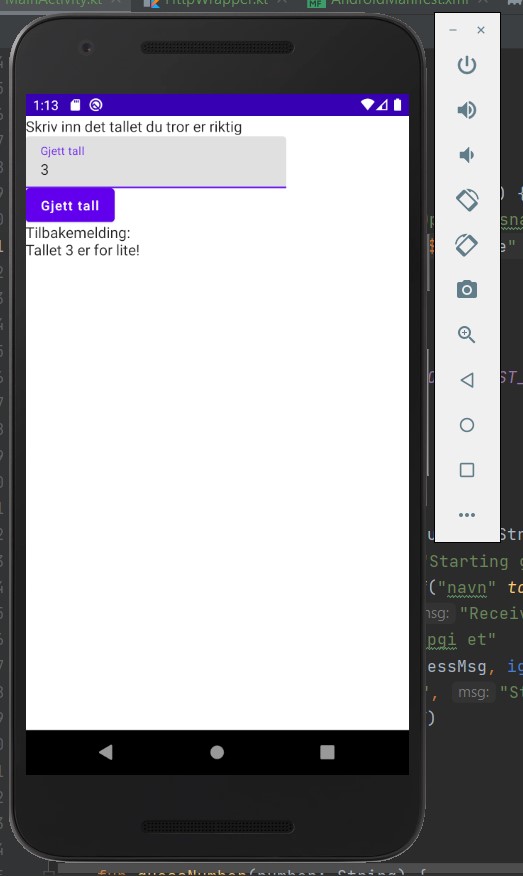 MainActivity.kt
HttpWrapper.kt
AndroidManifest.xml
1:13
Skriv inn det tallet du tror er riktig
Gjett tall
3
Gjett tall
Tilbakemelding:
Tallet 3 er for lite!
) {
e"
ST_
Str
"Starting g
("navn" to
msg: "Receiv
pgi et"
essMsg, ig
", msg: "St
)
fun guessNumber(number: String) {